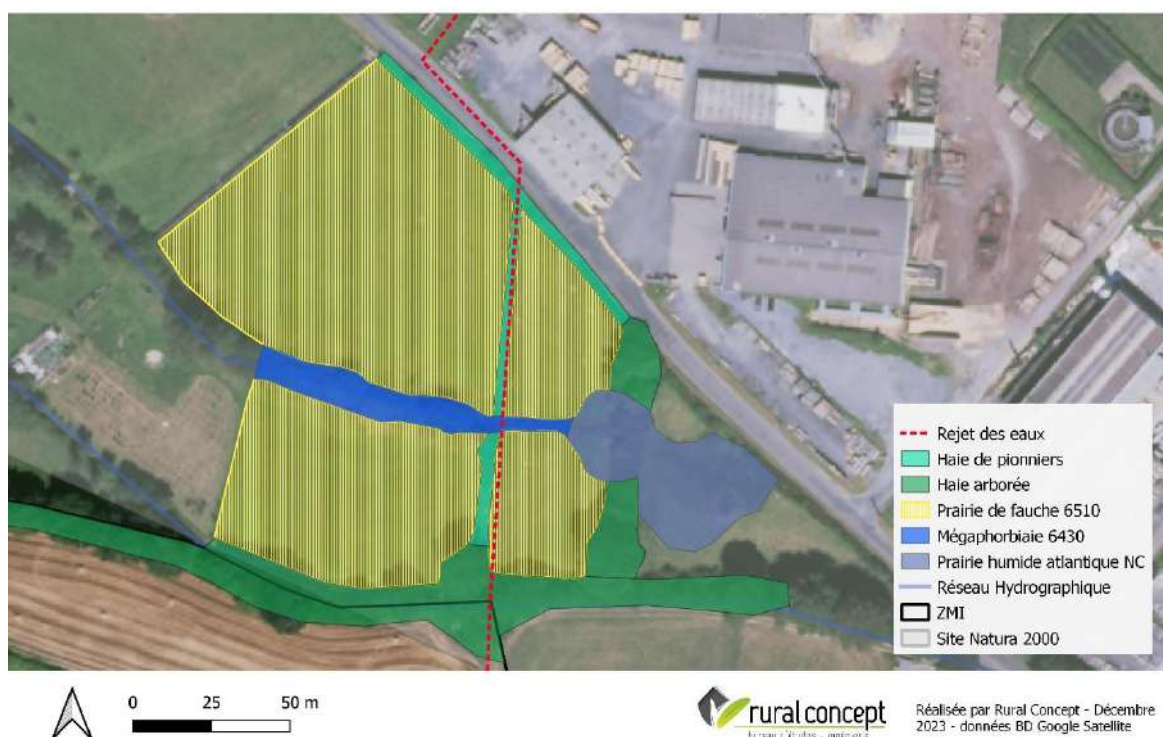 Rejet des eaux
Haie de pionniers
Haie arborée
Prairie de fauche 6510
Mégaphorbiaie 6430
Prairie humide atlantique NC
Réseau Hydrographique
ZMI
Site Natura 2000
0 25 50 m
rural concept
Réalisée par Rural Concept - Décembre
2023 - données BD Google Satellite